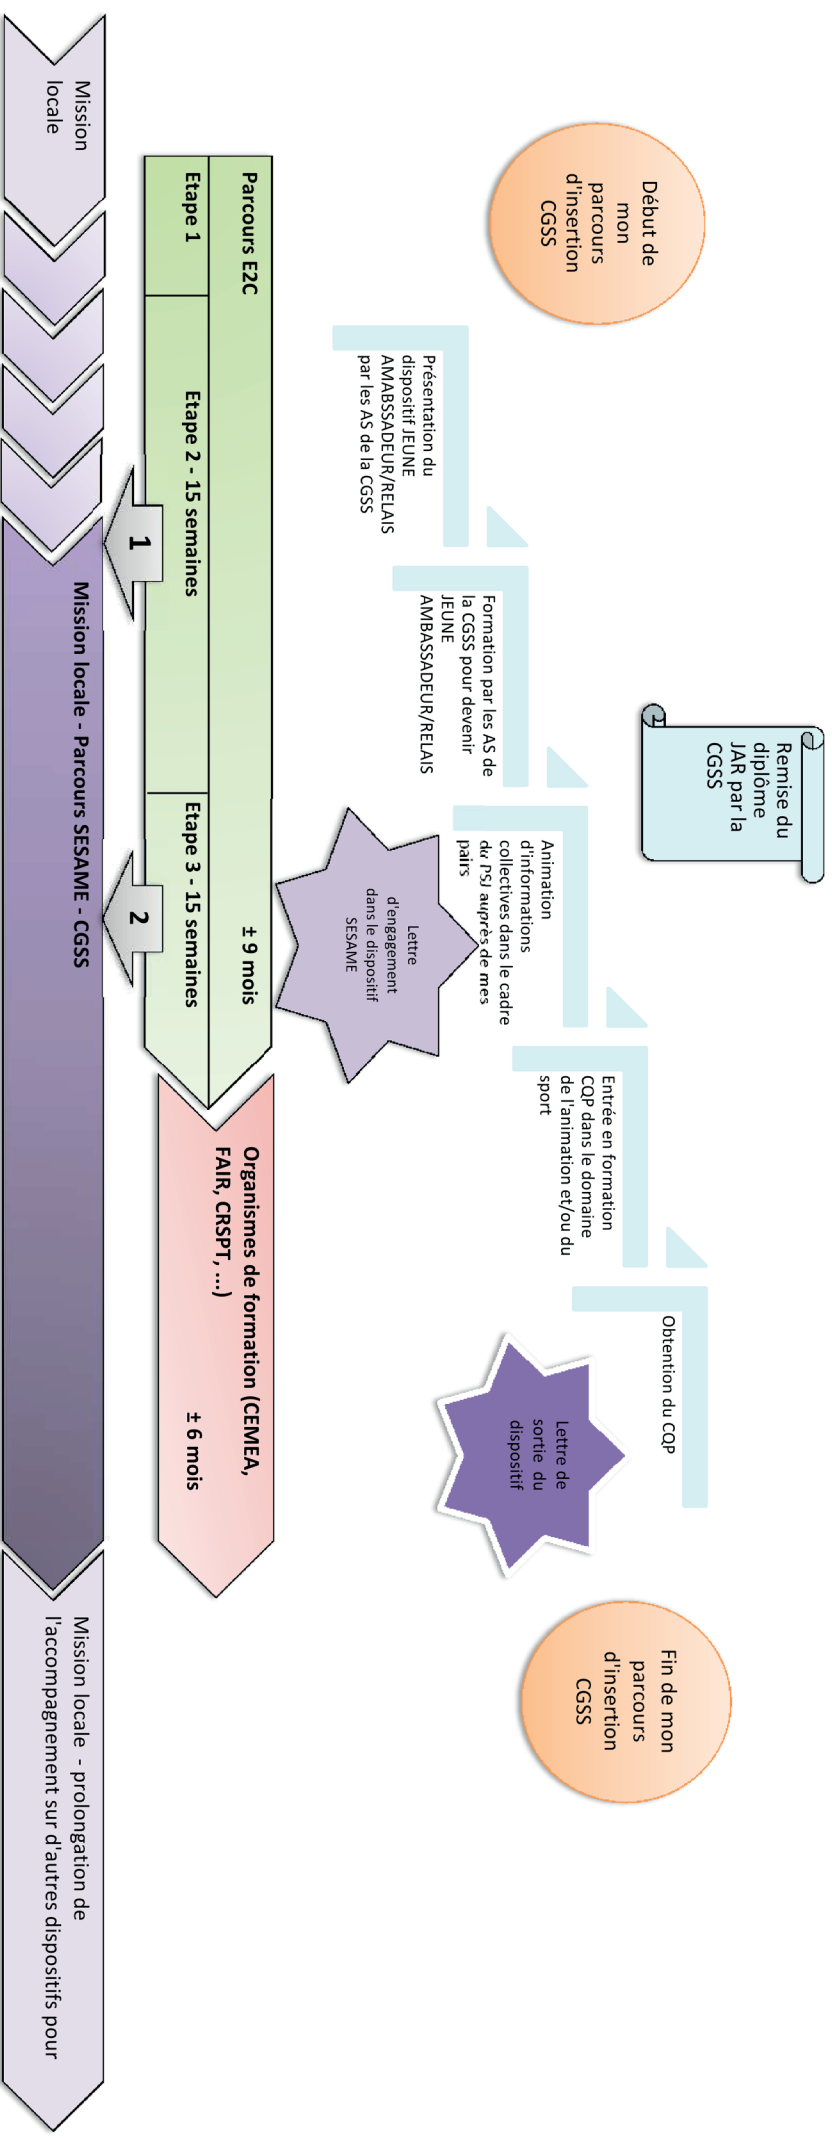 Début de
mon
parcours
d'insertion
CGSS
Remise du
diplôme
JAR par la
CGSS
Présentation du
dispositif JEUNE
AMABSSADEUR/RELAIS
par les AS de la CGSS
Formation par les AS de
la CGSS pour devenir
JEUNE
AMBASSADEUR/RELAIS
Animation
d'informations
collectives dans le cadre
du PSJ auprès de mes
pairs
Entrée en formation
CQP dans le domaine
de l'animation et/ou du
sport
Obtention du CQP
Lettre
d'engagement
dans le dispositif
SESAME
Lettre de
sortie du
dispositif
Fin de mon
parcours
d'insertion
CGSS
Parcours E2C
± 9 mois
Etape 1
Etape 2 - 15 semaines
Etape 3 - 15 semaines
Organismes de formation (CEMEA,
FAIR, CRSPT, ...)
± 6 mois
1
2
Mission
locale
Mission locale - Parcours SESAME - CGSS
Mission locale - prolongation de
l'accompagnement sur d'autres dispositifs pour